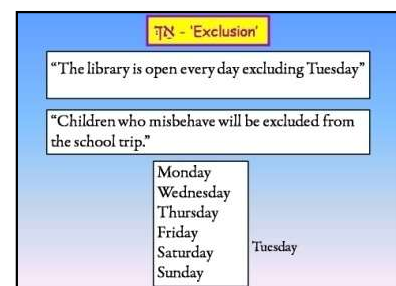 אַךְ - 'Exclusion'
“The library is open every day excluding Tuesday”
“Children who misbehave will be excluded from
the school trip.”
Monday
Wednesday
Thursday
Friday
Saturday
Sunday
Tuesday